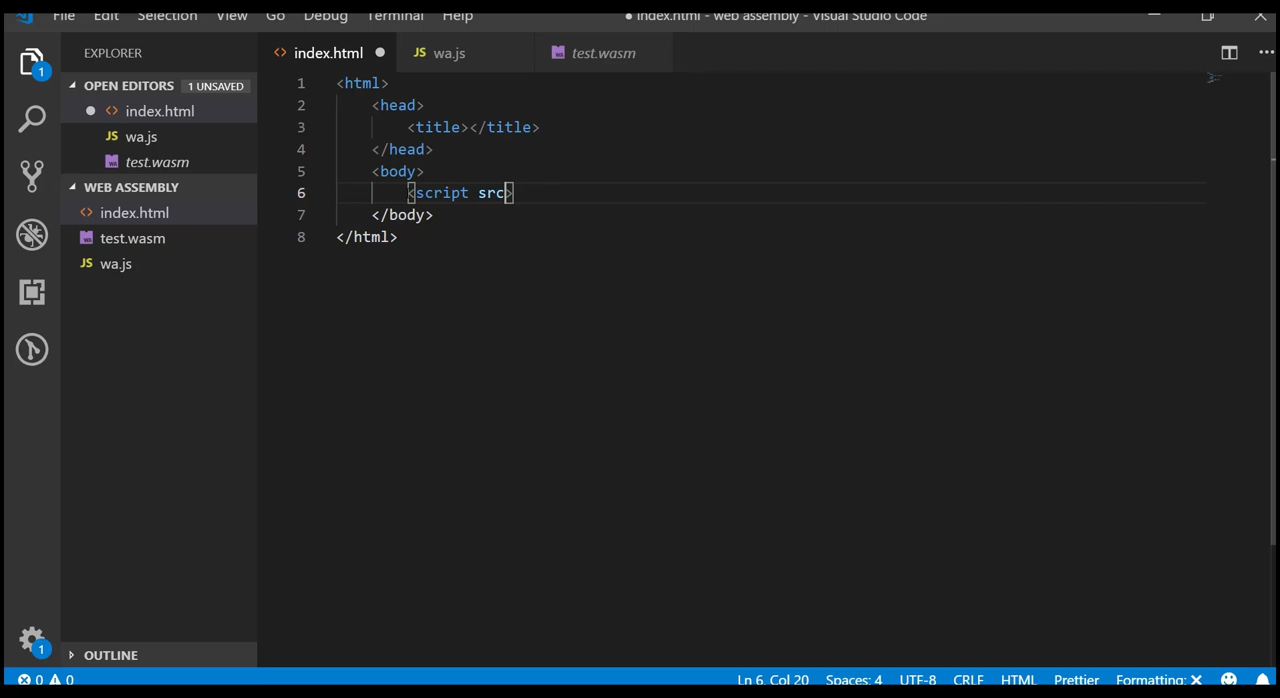 File Edit Selection View Go Debug Terminal Help ● index.html - web assembly - Visual Studio Code
EXPLORER
OPEN EDITORS 1 UNSAVED
index.html
JS wa.js
test.wasm
WEB ASSEMBLY
index.html
test.wasm
JS wa.js
OUTLINE
1
1
index.html ● JS wa.js test.wasm
1 <html>
2 <head>
3 <title></title>
4 </head>
5 <body>
6 <script src>
7 </body>
8 </html>
0 0 Ln 6, Col 20 Spaces: 4 UTF-8 CRLF HTML Prettier Formatting: ×